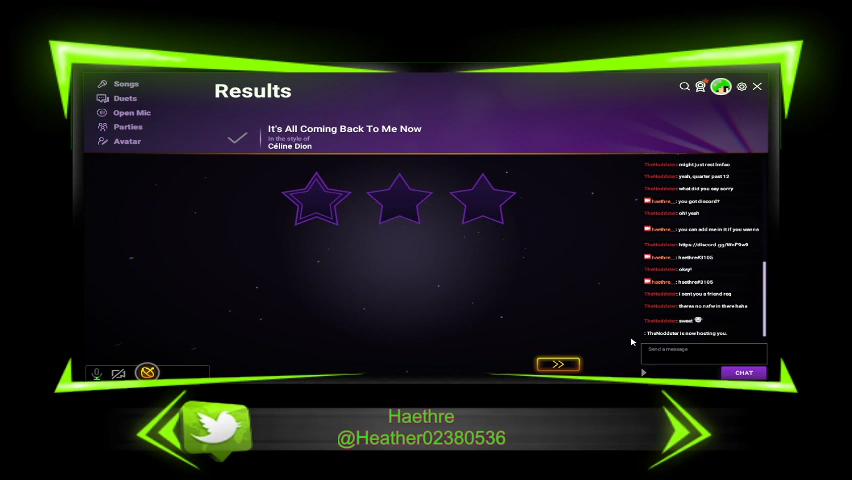 Songs
Duets
Open Mic
Parties
Avatar
Results
It's All Coming Back To Me Now
In the style of
Céline Dion
TheNoddster: might just rest lmfao
TheNoddster: yeah, quarter past 12
TheNoddster: what did you say sorry
haethre_: you got discord?
TheNoddster: oh! yeah
haethre_: you can add me in it if you wanna
TheNoddster:
haethre_: haethre#3105
TheNoddster: okay!
haethre_: haethre#3105
TheNoddster: i sent you a friend req
TheNoddster: theres no nsfw in there haha
TheNoddster: sweet
: TheNoddster is now hosting you.
Send a message
CHAT
Haethre
@Heather02380536